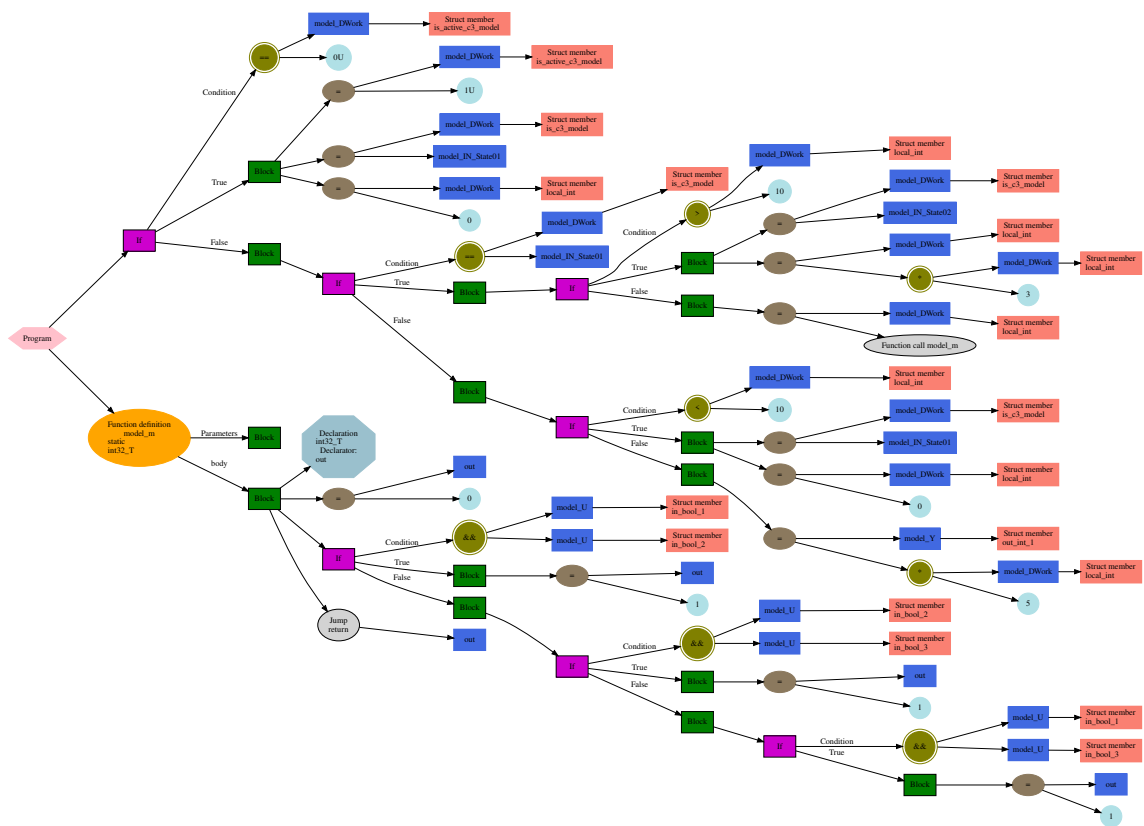 model_DWork
Struct member
is_active_c3_model
==
0U
model_DWork
Struct member
is_active_c3_model
Condition
=
1U
model_DWork
Struct member
is_c3_model
=
model_IN_State01
True
Block
=
model_DWork
Struct member
local_int
0
If
False
Block
Condition
==
model_DWork
Struct member
is_c3_model
model_IN_State01
If
True
Block
If
Condition
>
model_DWork
Struct member
local_int
10
True
Block
=
model_DWork
Struct member
is_c3_model
model_IN_State02
=
model_DWork
Struct member
local_int
model_DWork
Struct member
local_int
3
False
Block
=
model_DWork
Struct member
local_int
Function call model_m
False
Block
If
Condition
<
model_DWork
Struct member
local_int
10
True
Block
=
model_DWork
Struct member
is_c3_model
model_IN_State01
=
model_DWork
Struct member
local_int
0
False
Block
=
model_Y
Struct member
out_int_1
model_DWork
Struct member
local_int
5
Program
Function definition
model_m
static
int32_T
Parameters
Block
body
Block
Declaration
int32_T
Declarator:
out
=
out
0
If
Condition
&&
model_U
Struct member
in_bool_1
model_U
Struct member
in_bool_2
True
Block
=
out
1
False
Block
If
Condition
&&
model_U
Struct member
in_bool_2
model_U
Struct member
in_bool_3
True
Block
=
out
1
False
Block
If
Condition
&&
model_U
Struct member
in_bool_1
model_U
Struct member
in_bool_3
True
Block
=
out
1
Jump
return
out